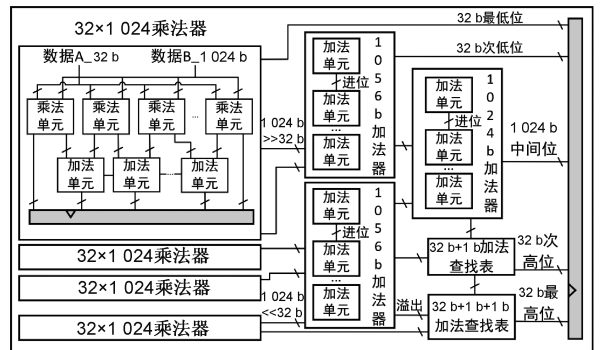 32×1 024乘法器
数据A_32 b
数据B_1 024 b
乘法单元
乘法单元
乘法单元
...
乘法单元
加法单元
加法单元
...
加法单元
32×1 024乘法器
32×1 024乘法器
32×1 024乘法器
1 024 b
>>32 b
1 024 b
<<32 b
加法单元
进位
加法单元
...
加法单元
1056b加法器
加法单元
进位
加法单元
...
加法单元
1056b加法器
加法单元
进位
加法单元
...
加法单元
1024b加法器
溢出
32 b+1 b加法
查找表
32 b+1 b+1 b
加法查找表
32 b最低位
32 b次低位
1 024 b
中间位
32 b次
高位
32 b最
高位